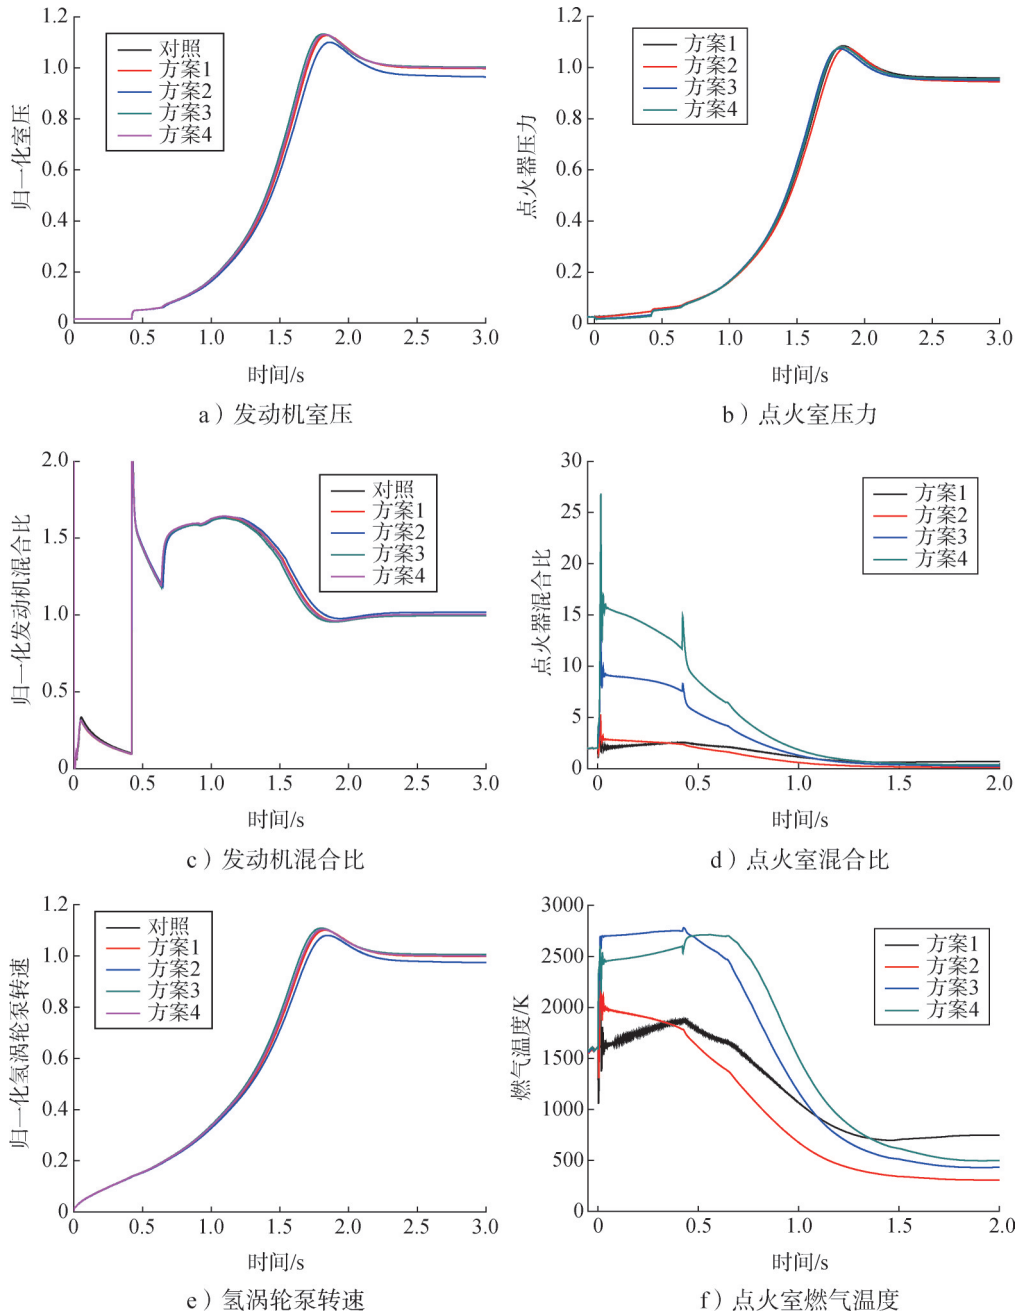 1.2
1.0
0.8
0.6
0.4
0.2
0
归一化室压
对照
方案1
方案2
方案3
方案4
0 0.5 1.0 1.5 2.0 2.5 3.0
时间/s
a）发动机室压
1.2
1.0
0.8
0.6
0.4
0.2
0
点火器压力
方案1
方案2
方案3
方案4
0 0.5 1.0 1.5 2.0 2.5 3.0
时间/s
b）点火室压力
2.0
1.5
1.0
0.5
0
归一化发动机混合比
对照
方案1
方案2
方案3
方案4
0 0.5 1.0 1.5 2.0 2.5 3.0
时间/s
c）发动机混合比
30
25
20
15
10
5
0
点火器混合比
方案1
方案2
方案3
方案4
0 0.5 1.0 1.5 2.0
时间/s
d）点火室混合比
1.2
1.0
0.8
0.6
0.4
0.2
0
归一化氢涡轮泵转速
对照
方案1
方案2
方案3
方案4
0 0.5 1.0 1.5 2.0 2.5 3.0
时间/s
e）氢涡轮泵转速
3000
2500
2000
1500
1000
500
0
燃气温度/K
方案1
方案2
方案3
方案4
0 0.5 1.0 1.5 2.0
时间/s
f）点火室燃气温度